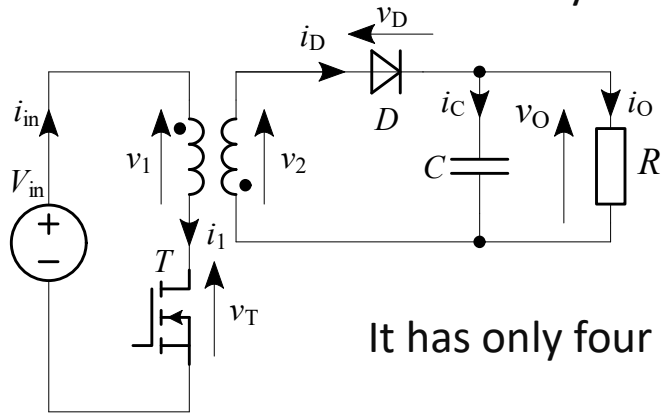 y
v_D
i_D
i_in
D
i_C
v_O
i_O
v_1
v_2
V_in
C
R
+
−
T
i_1
v_T
It has only four